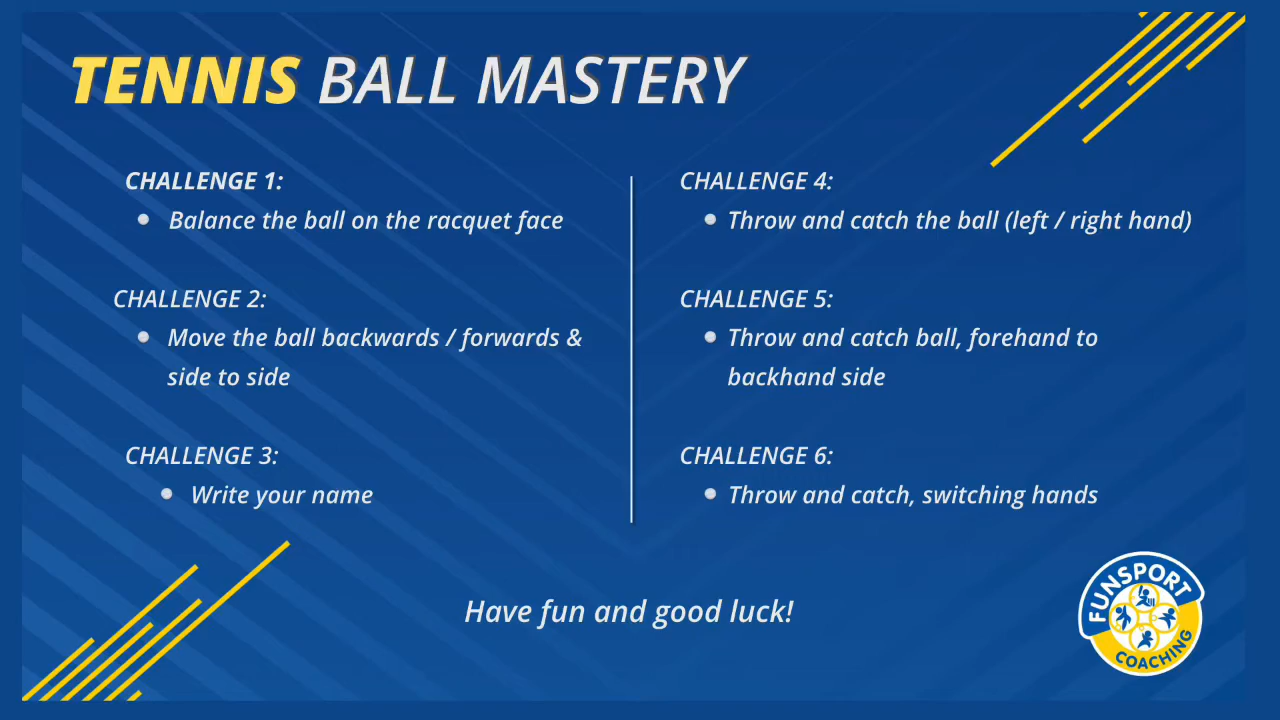 TENNIS BALL MASTERY
CHALLENGE 1:
Balance the ball on the racquet face
CHALLENGE 2:
Move the ball backwards / forwards &
side to side
CHALLENGE 3:
Write your name
CHALLENGE 4:
Throw and catch the ball (left / right hand)
CHALLENGE 5:
Throw and catch ball, forehand to
backhand side
CHALLENGE 6:
Throw and catch, switching hands
Have fun and good luck!
FUNSPORT
COACHING